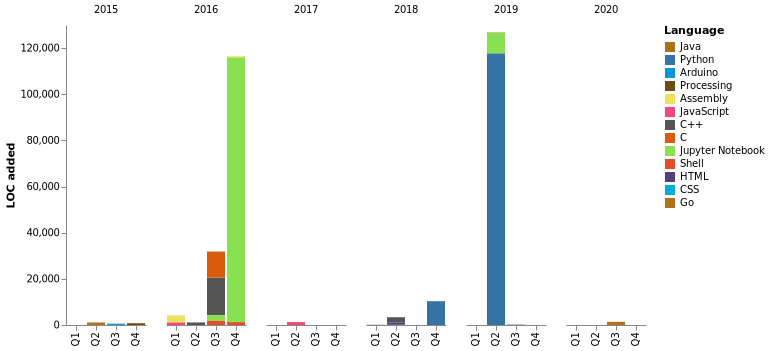 2015 2016 2017 2018 2019 2020
Language
Java
Python
Arduino
Processing
Assembly
JavaScript
C++
C
Jupyter Notebook
Shell
HTML
CSS
Go
LOC added
120,000
100,000
80,000
60,000
40,000
20,000
0
Q1 Q2 Q3 Q4 Q1 Q2 Q3 Q4 Q1 Q2 Q3 Q4 Q1 Q2 Q3 Q4 Q1 Q2 Q3 Q4 Q1 Q2 Q3 Q4